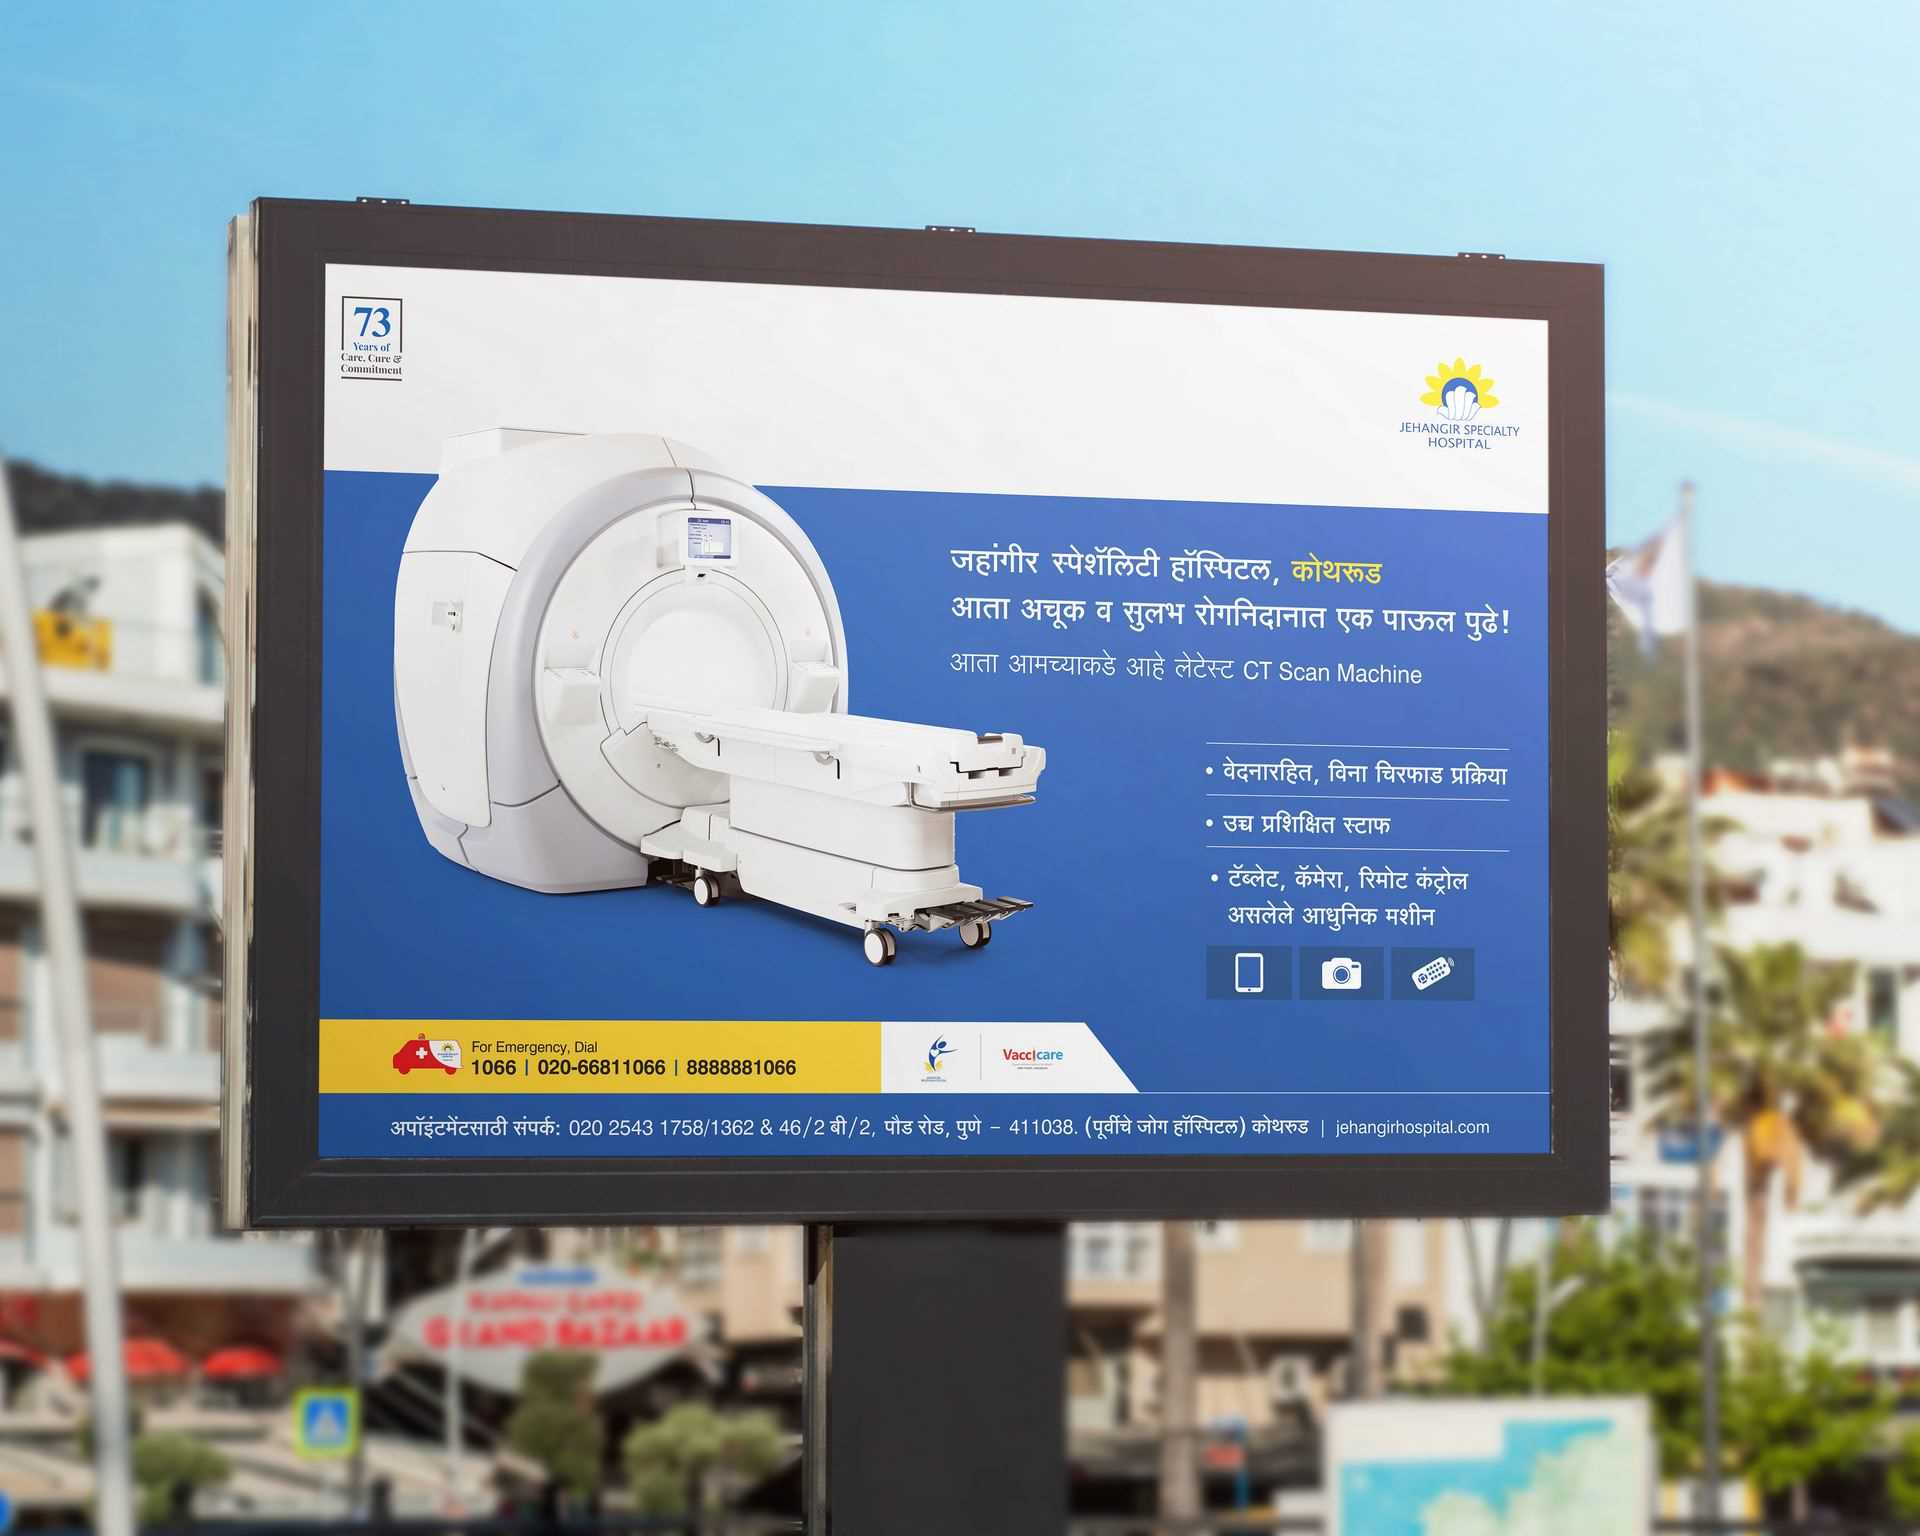 73
Years of
Care, Cure &
Commitment
JEHANGIR SPECIALTY
HOSPITAL
जहांगीर स्पेशॅलिटी हॉस्पिटल, कोथरूड
आता अचूक व सुलभ रोगनिदानात एक पाऊल पुढे!
आता आमच्याकडे आहे लेटेस्ट CT Scan Machine
• वेदनारहित, विना चिरफाड प्रक्रिया
• उच्च प्रशिक्षित स्टाफ
• टॅब्लेट, कॅमेरा, रिमोट कंट्रोल
असलेले आधुनिक मशीन
For Emergency, Dial
1066 | 020-66811066 | 8888881066
Vaccicare
अपॉइंटमेंटसाठी संपर्क: 020 2543 1758/1362 & 46/2 बी/2, पौड रोड, पुणे – 411038. (पूर्वीचे जोग हॉस्पिटल) कोथरुड | jehangirhospital.com
GRAND BAZAAR